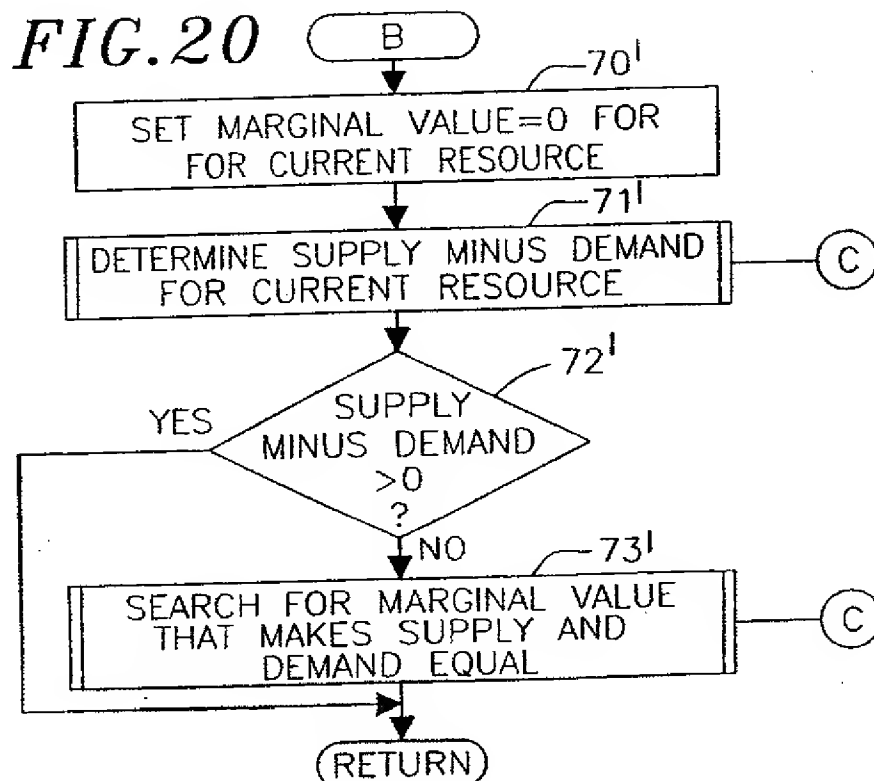 FIG.20
B
70'
SET MARGINAL VALUE=0 FOR
FOR CURRENT RESOURCE
71'
DETERMINE SUPPLY MINUS DEMAND
FOR CURRENT RESOURCE
C
72'
YES
SUPPLY
MINUS DEMAND
>0
?
NO
73'
SEARCH FOR MARGINAL VALUE
THAT MAKES SUPPLY AND
DEMAND EQUAL
C
RETURN